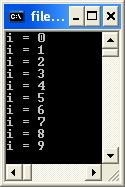 file...
i = 0
i = 1
i = 2
i = 3
i = 4
i = 5
i = 6
i = 7
i = 8
i = 9